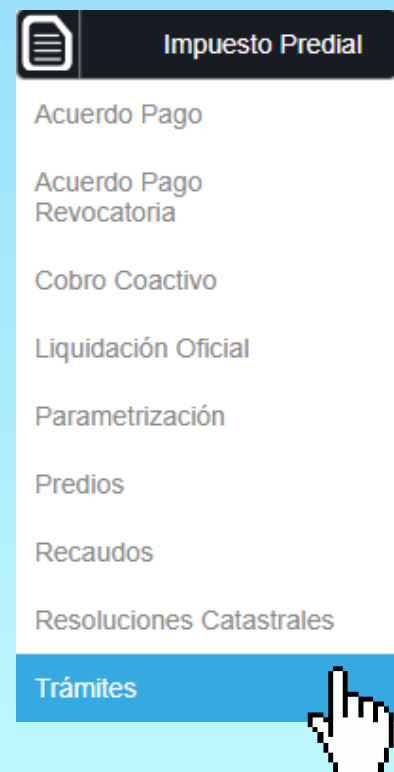 Impuesto Predial
Acuerdo Pago
Acuerdo Pago
Revocatoria
Cobro Coactivo
Liquidación Oficial
Parametrización
Predios
Recaudos
Resoluciones Catastrales
Trámites